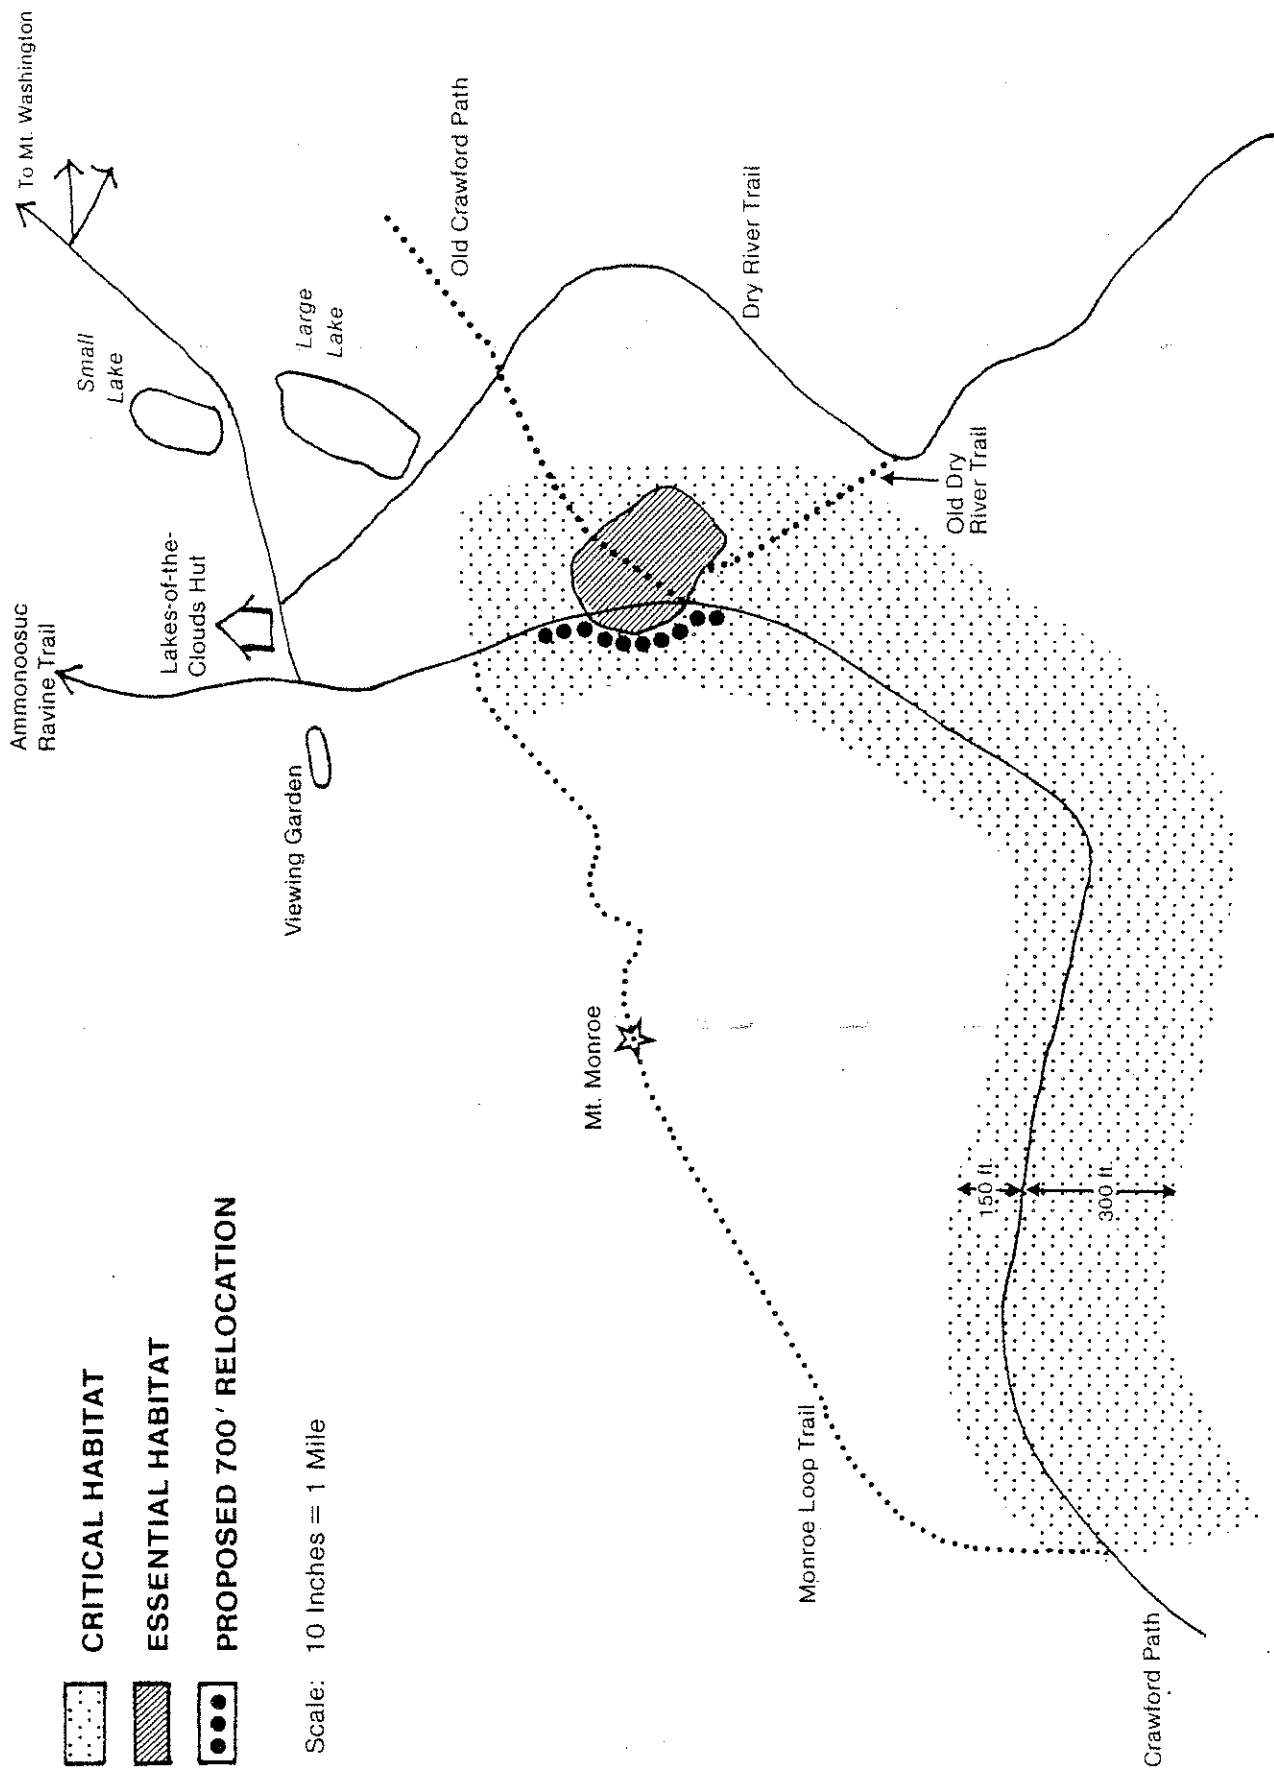 CRITICAL HABITAT
ESSENTIAL HABITAT
PROPOSED 700' RELOCATION
Scale: 10 Inches = 1 Mile
Ammonoosuc
Ravine Trail
To Mt. Washington
Small
Lake
Lakes-of-the-
Clouds Hut
Large
Lake
Viewing Garden
Old Crawford Path
Mt. Monroe
Dry River Trail
Monroe Loop Trail
Old Dry
River Trail
150 ft.
300 ft.
Crawford Path